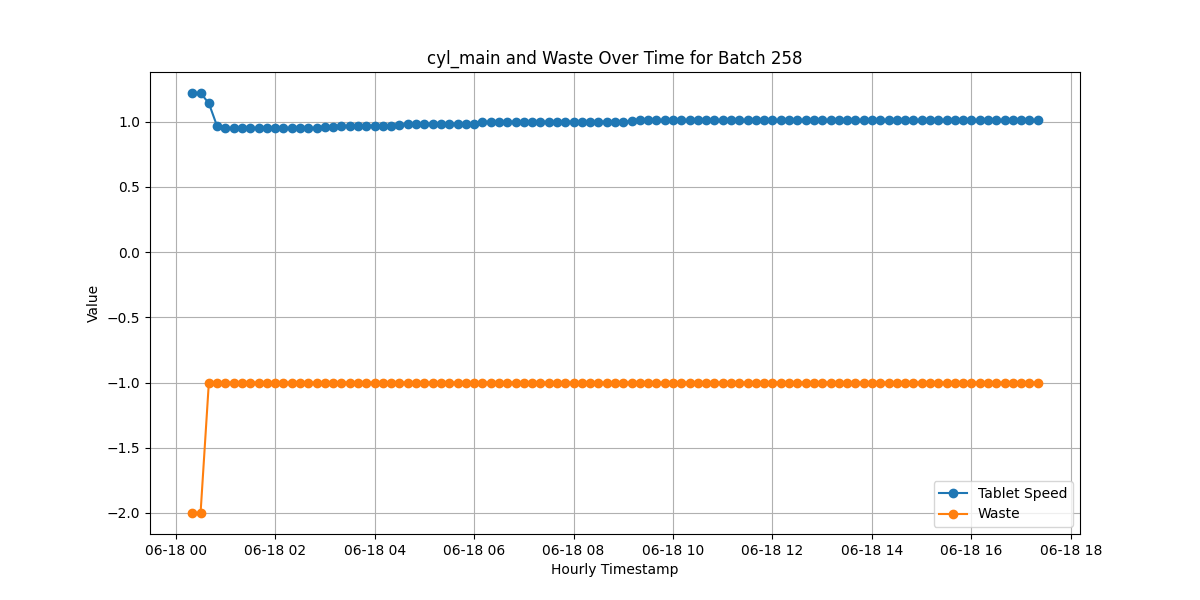 cyl_main and Waste Over Time for Batch 258
Value
1.0
0.5
0.0
−0.5
−1.0
−1.5
−2.0
Tablet Speed
Waste
06-18 00 06-18 02 06-18 04 06-18 06 06-18 08 06-18 10 06-18 12 06-18 14 06-18 16 06-18 18
Hourly Timestamp